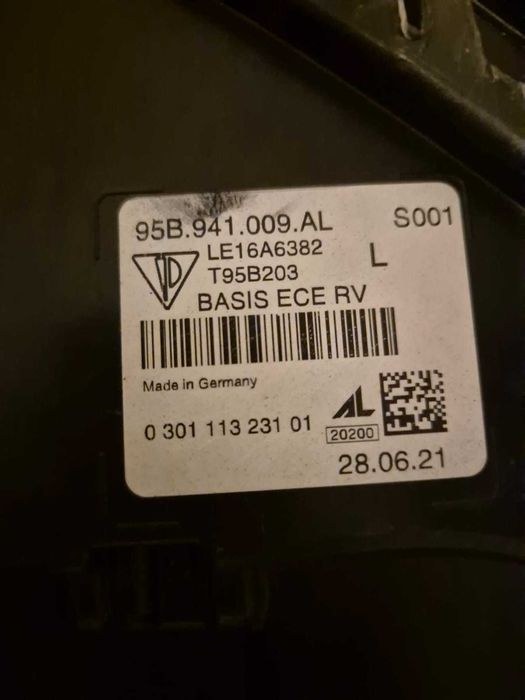 95B.941.009.AL S001
LE16A6382 L
T95B203
BASIS ECE RV
Made in Germany
0 301 113 231 01 AL
20200
28.06.21